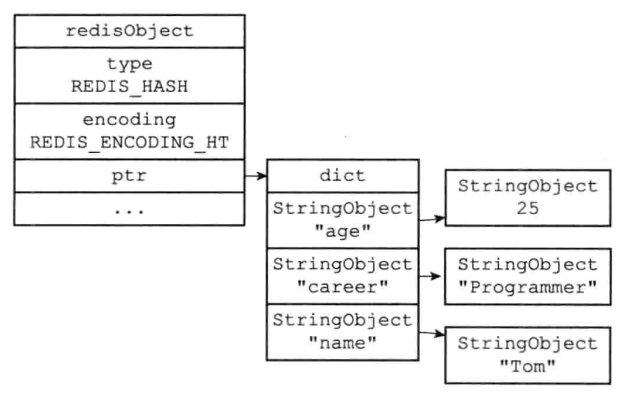 redisObject
type
REDIS_HASH
encoding
REDIS_ENCODING_HT
ptr
...
dict
StringObject
"age"
StringObject
"career"
StringObject
"name"
StringObject
25
StringObject
"Programmer"
StringObject
"Tom"